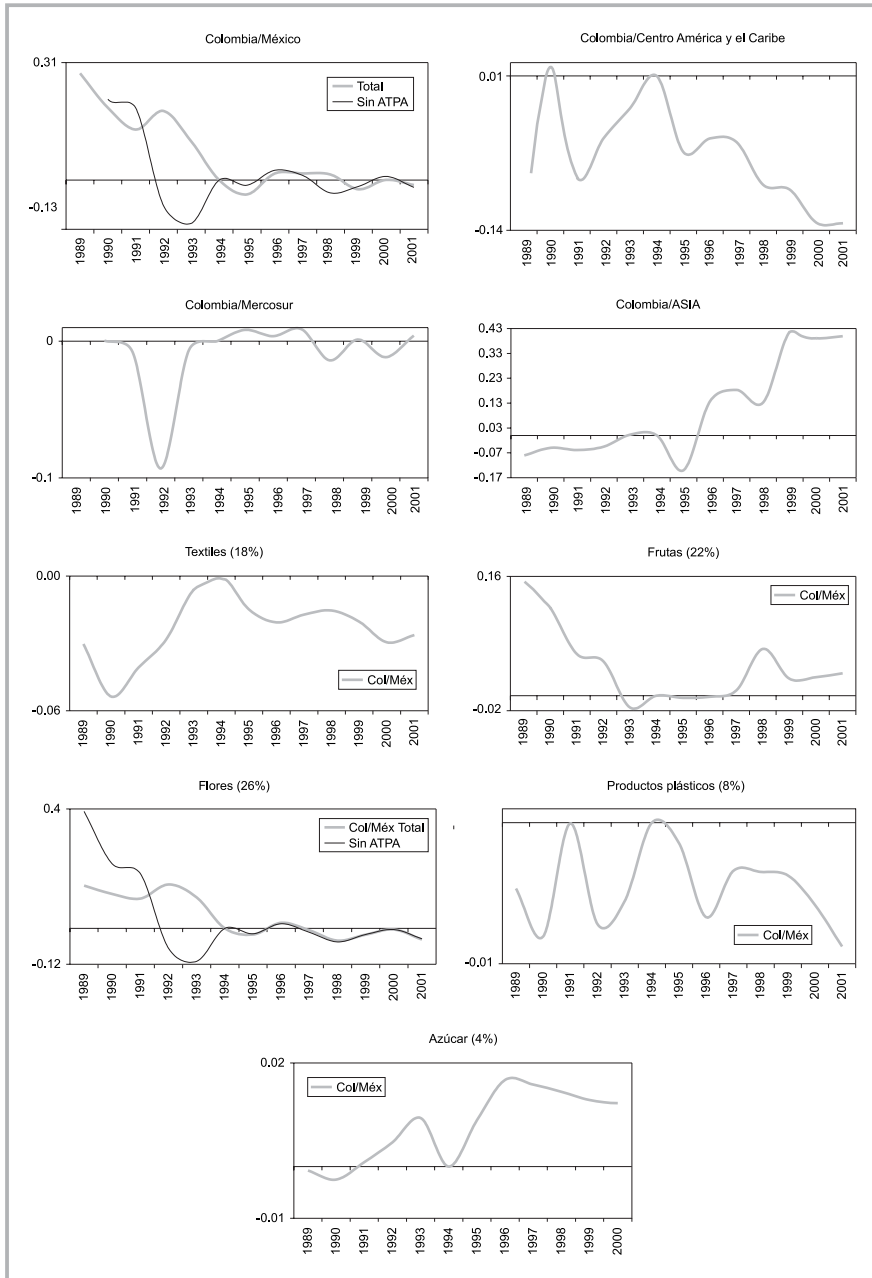 Colombia/México
0.31
-0.13
Total
Sin ATPA
1989 1990 1991 1992 1993 1994 1995 1996 1997 1998 1999 2000 2001
Colombia/Centro América y el Caribe
0.01
-0.14
1989 1990 1991 1992 1993 1994 1995 1996 1997 1998 1999 2000 2001
Colombia/Mercosur
0
-0.1
1989 1990 1991 1992 1993 1994 1995 1996 1997 1998 1999 2000 2001
Colombia/ASIA
0.43
0.33
0.23
0.13
0.03
-0.07
-0.17
1989 1990 1991 1992 1993 1994 1995 1996 1997 1998 1999 2000 2001
Textiles (18%)
0.00
-0.06
Col/Méx
1989 1990 1991 1992 1993 1994 1995 1996 1997 1998 1999 2000 2001
Frutas (22%)
0.16
-0.02
Col/Méx
1989 1990 1991 1992 1993 1994 1995 1996 1997 1998 1999 2000 2001
Flores (26%)
0.4
-0.12
Col/Méx Total
Sin ATPA
1989 1990 1991 1992 1993 1994 1995 1996 1997 1998 1999 2000 2001
Productos plásticos (8%)
-0.01
Col/Méx
1989 1990 1991 1992 1993 1994 1995 1996 1997 1998 1999 2000 2001
Azúcar (4%)
0.02
-0.01
Col/Méx
1989 1990 1991 1992 1993 1994 1995 1996 1997 1998 1999 2000